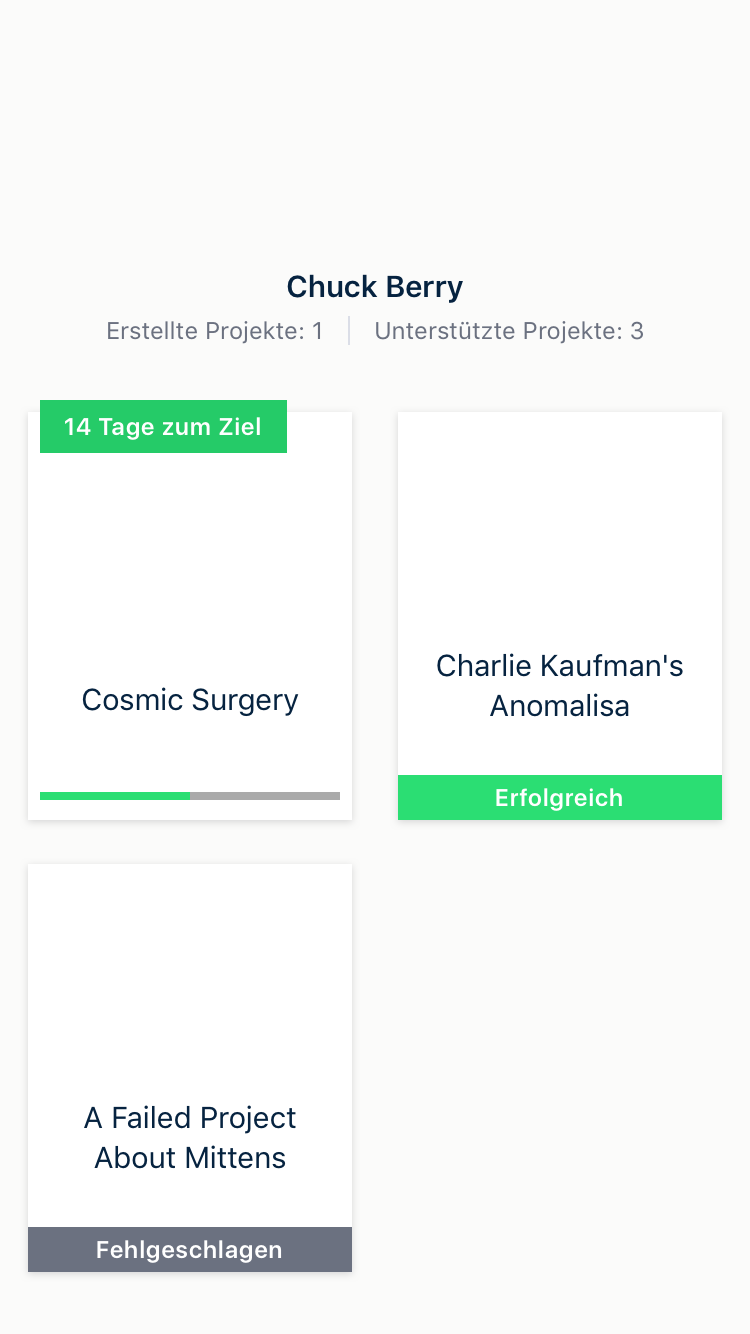 Chuck Berry
Erstellte Projekte: 1
Unterstützte Projekte: 3
14 Tage zum Ziel
Cosmic Surgery
Charlie Kaufman's
Anomalisa
Erfolgreich
A Failed Project
About Mittens
Fehlgeschlagen